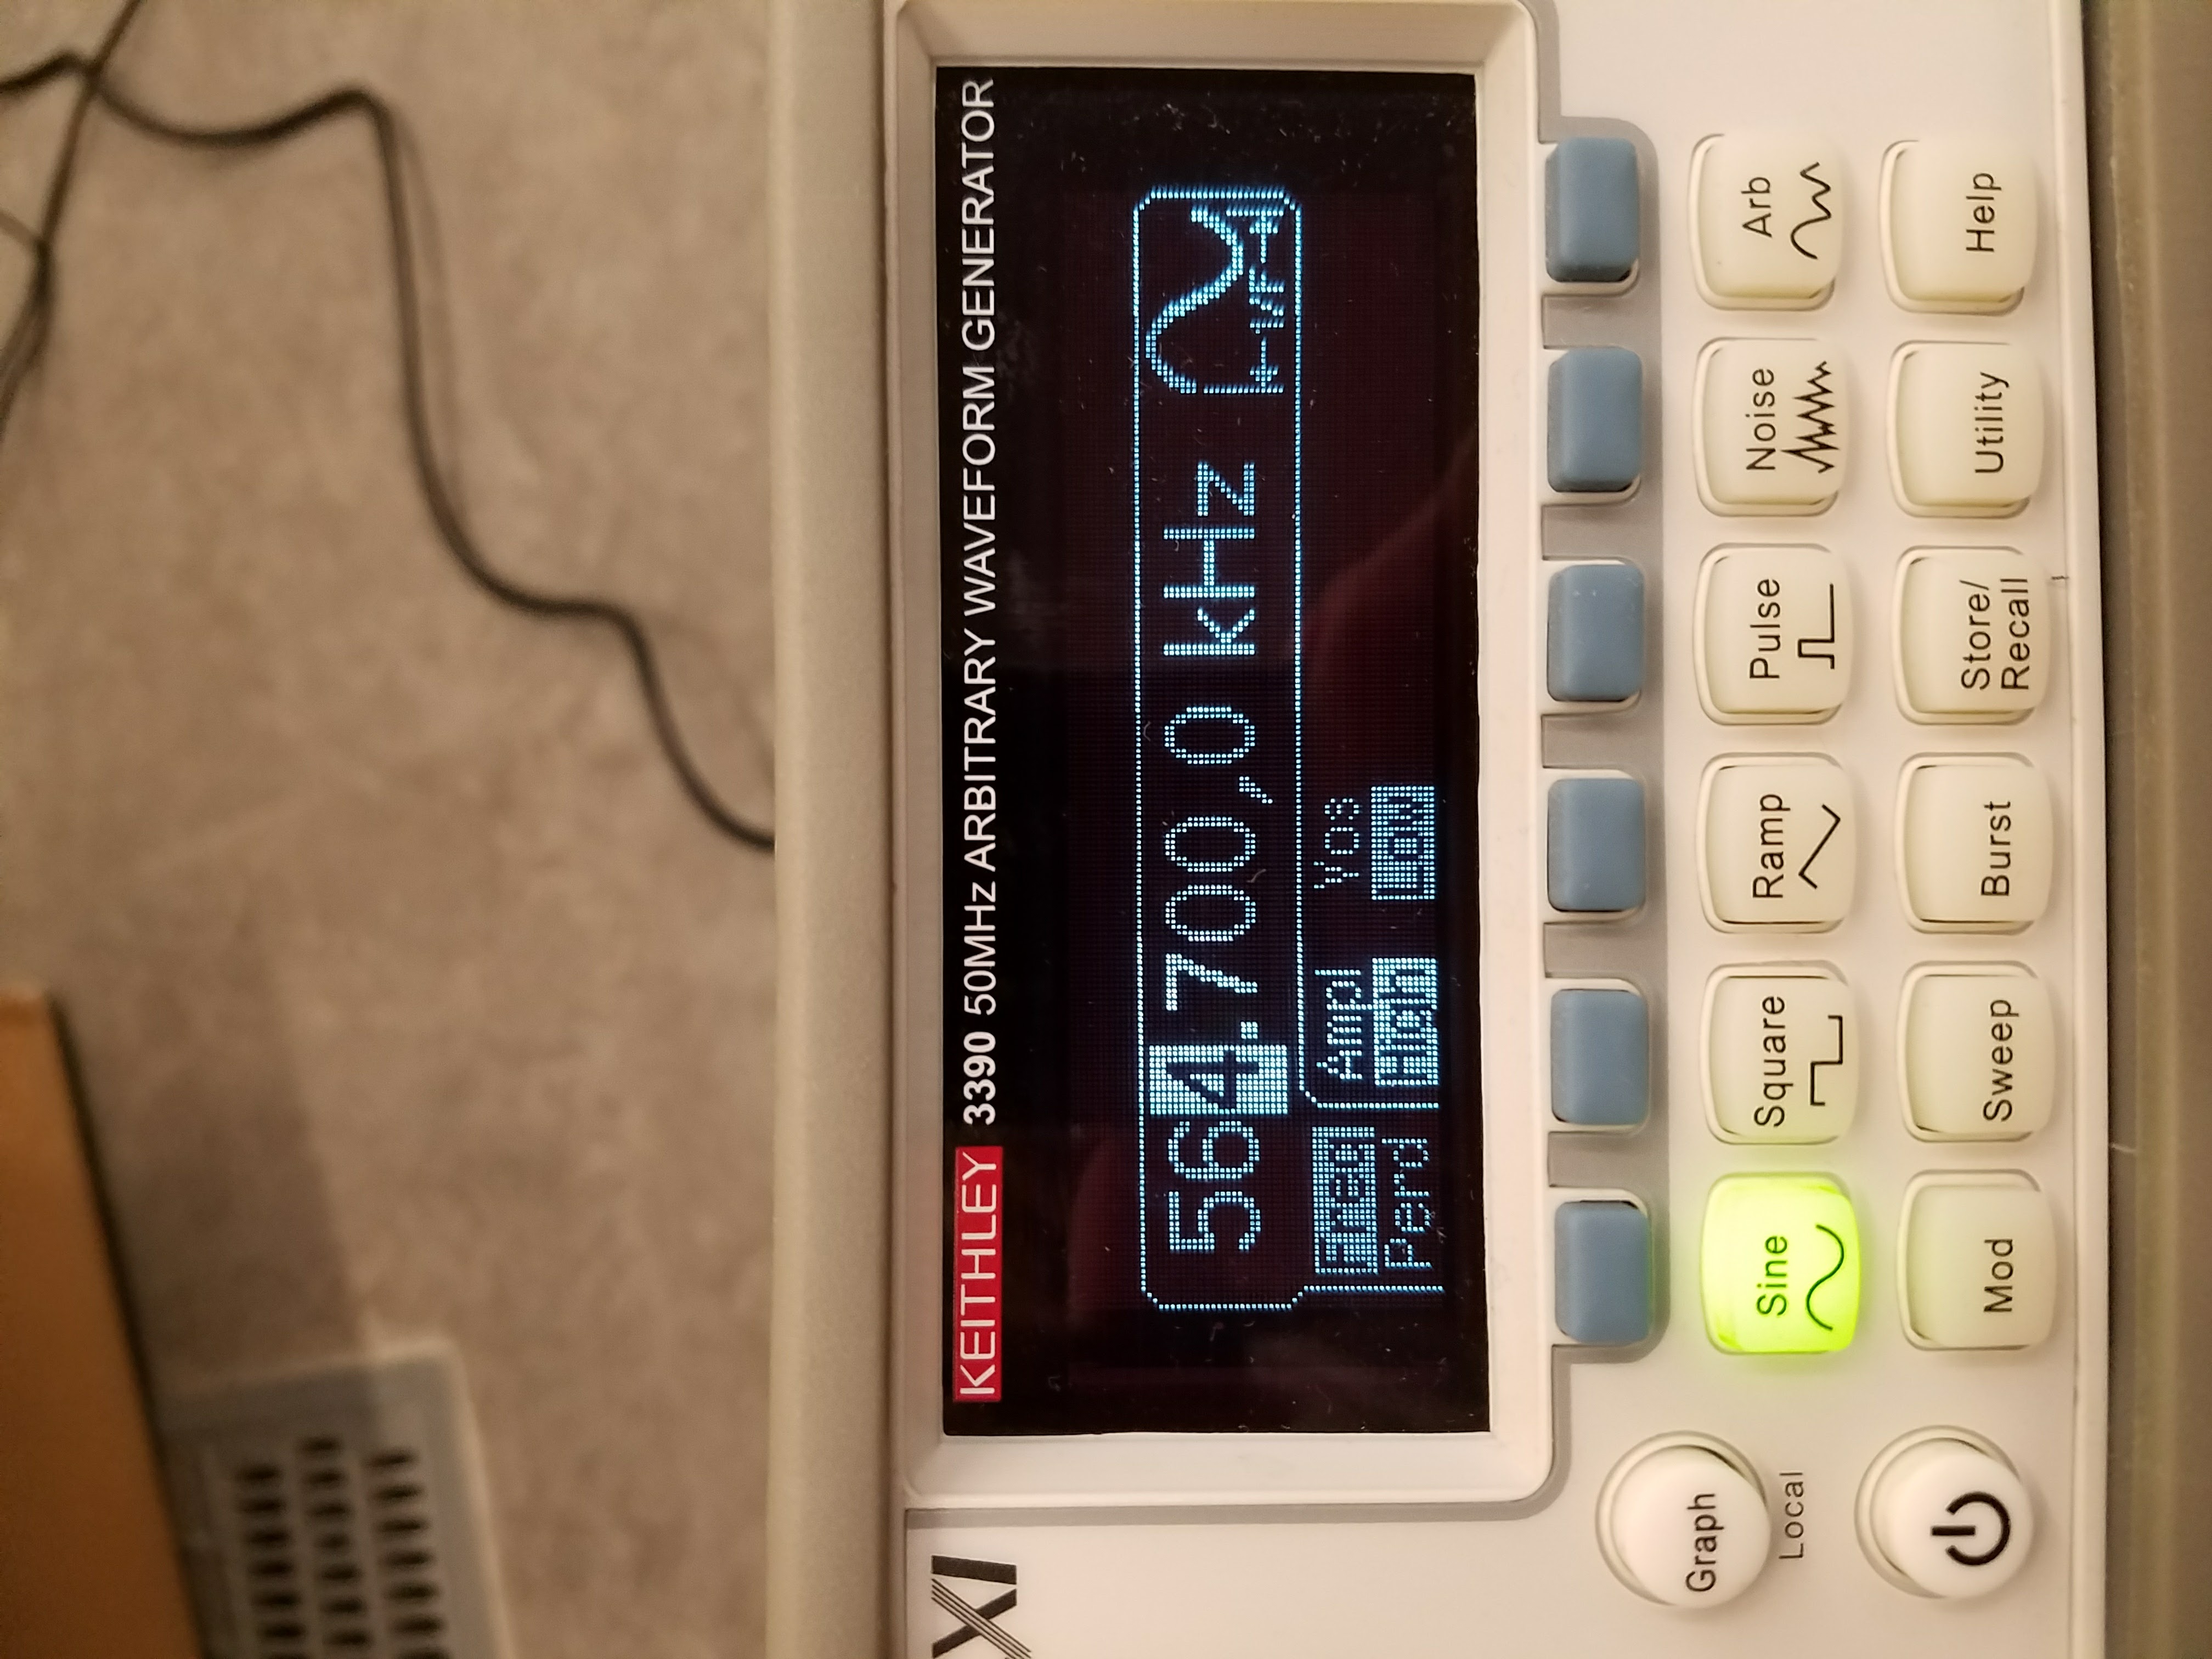 XI
KEITHLEY 3390 50MHz ARBITRARY WAVEFORM GENERATOR
564.700,0 kHz
1/F
Freq Ampl Vos
Perd High Low
Graph
Local
Sine Square Ramp Pulse Noise Arb
Mod Sweep Burst Store/
Recall Utility Help